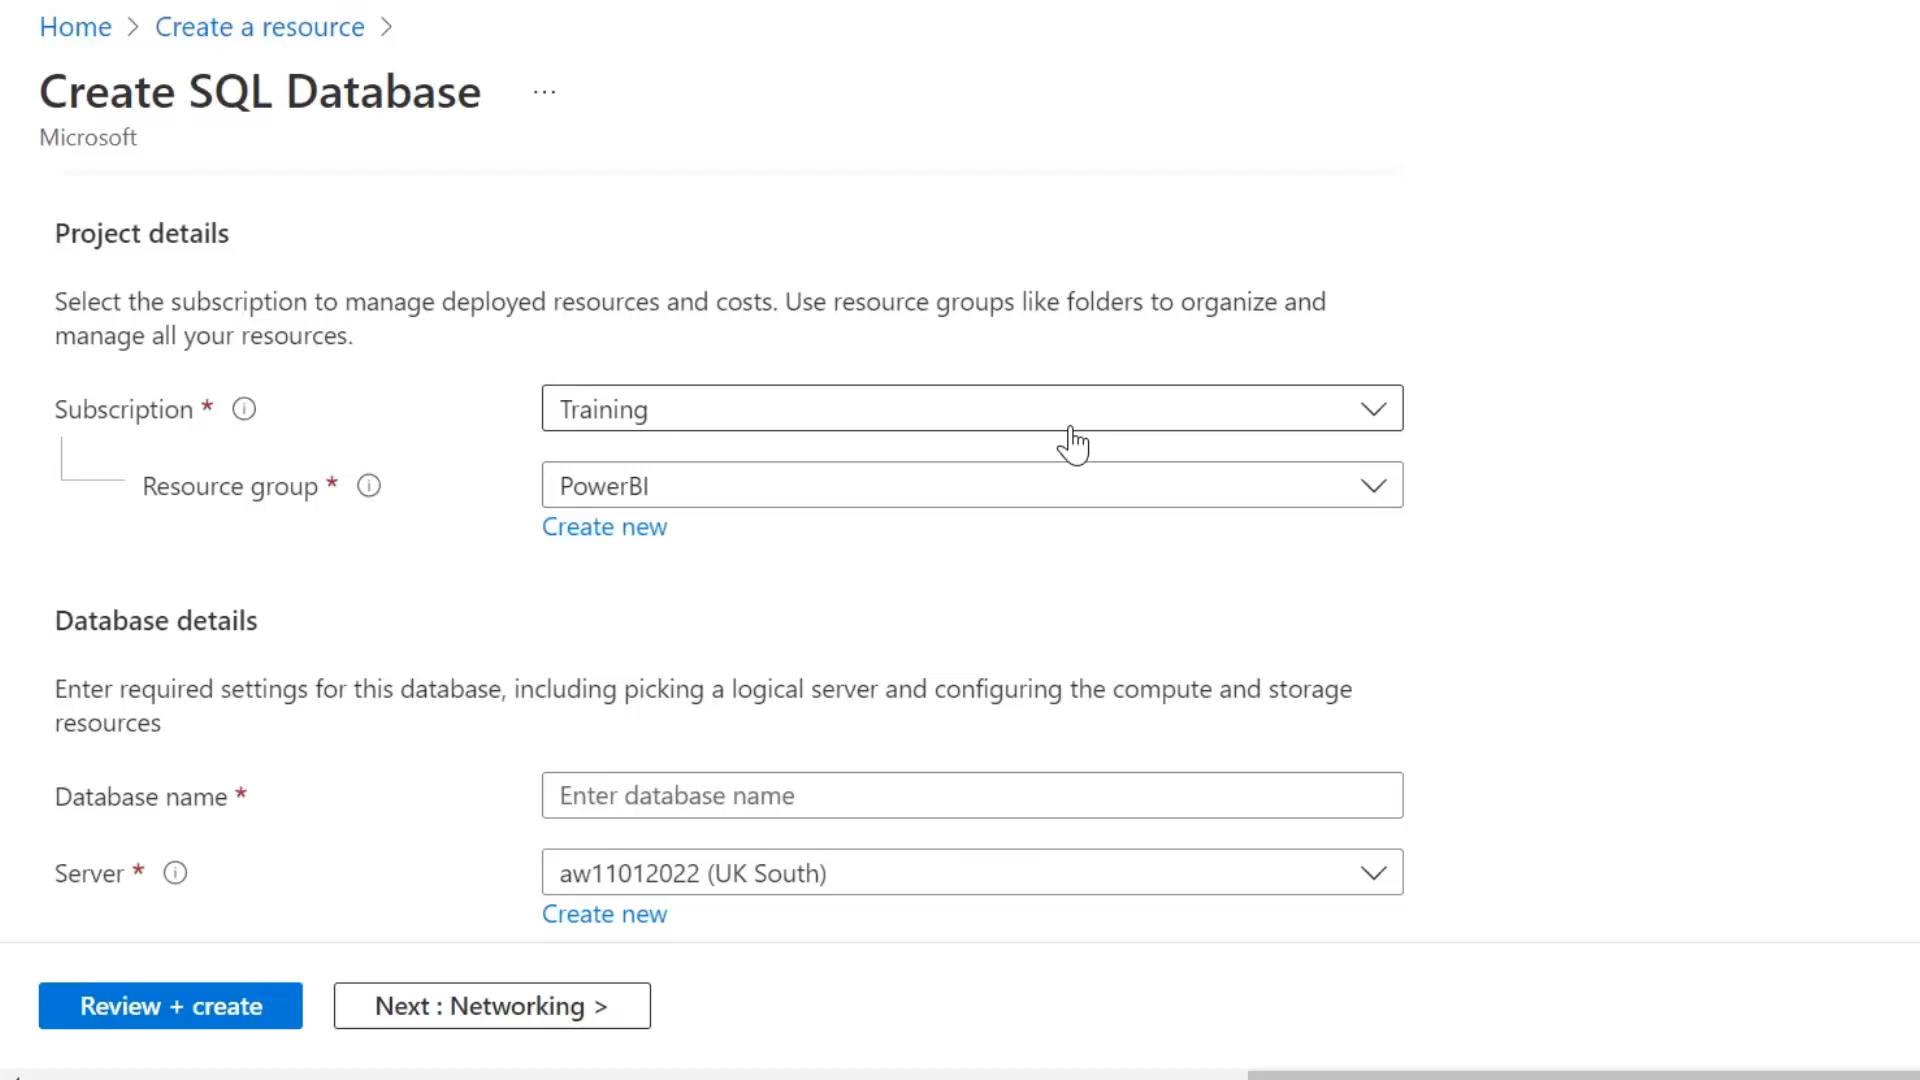 Home > Create a resource >
Create SQL Database ...
Microsoft
Project details
Select the subscription to manage deployed resources and costs. Use resource groups like folders to organize and
manage all your resources.
Subscription * Training
Resource group * PowerBI
Create new
Database details
Enter required settings for this database, including picking a logical server and configuring the compute and storage
resources
Database name * Enter database name
Server * aw11012022 (UK South)
Create new
Review + create Next : Networking >